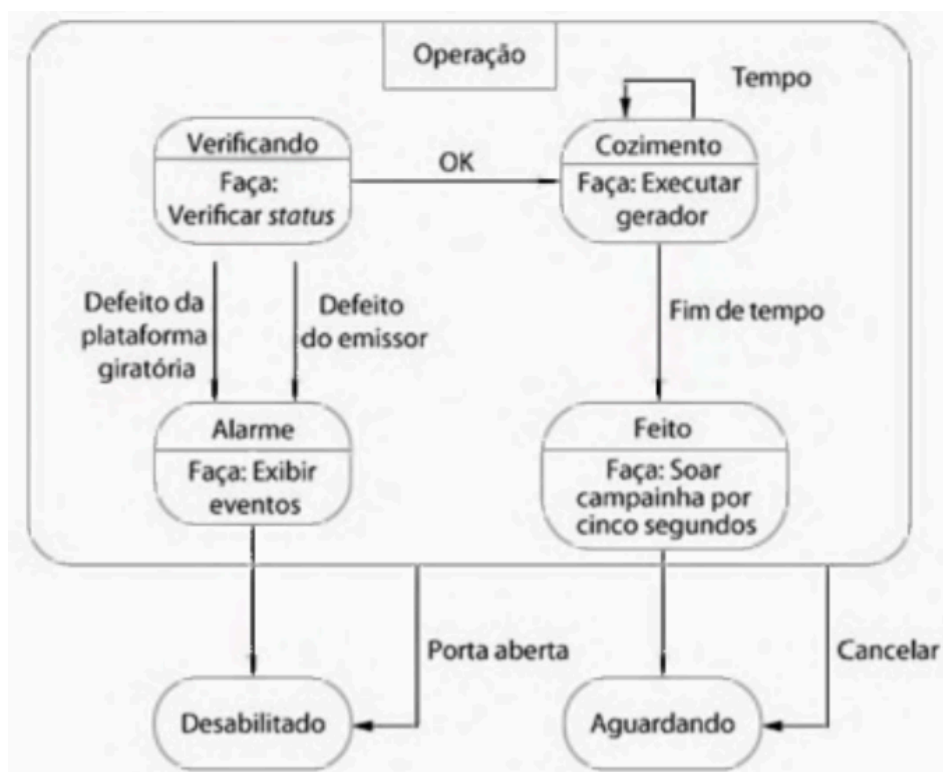 Operação
Tempo
Verificando
Faça:
Verificar status
OK
Cozimento
Faça: Executar
gerador
Defeito da
plataforma
giratória
Defeito
do emissor
Fim de tempo
Alarme
Faça: Exibir
eventos
Feito
Faça: Soar
campainha por
cinco segundos
Porta aberta
Cancelar
Desabilitado
Aguardando